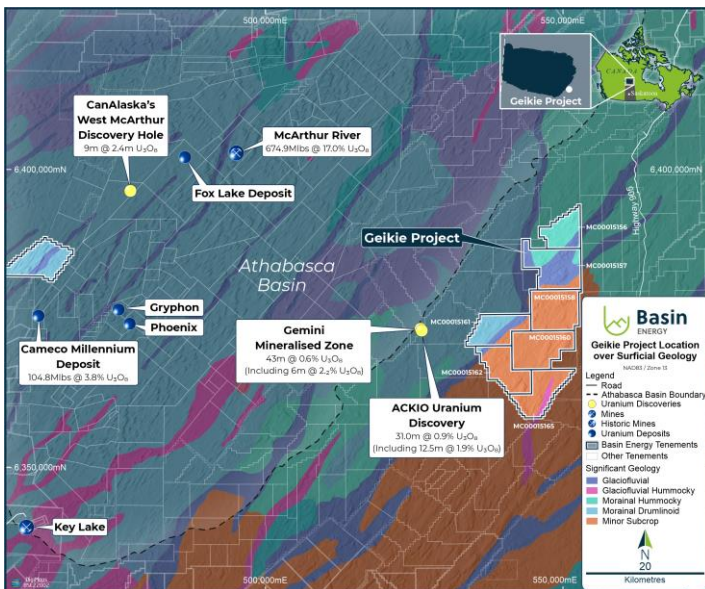 500,000mE
550,000mE
CanAlaska's
West McArthur
Discovery Hole
9m @ 2.4m U₃O₈
McArthur River
674.9Mlbs @ 17.0% U₃O₈
Fox Lake Deposit
CANADA
Saskatoon
Geikie Project
6,400,000mN
6,400,000mN
Highway 905
MC00015156
Geikie Project
MC00015157
Athabasca
Basin
MC00015158
Gryphon
Phoenix
MC00015161
Cameco Millennium
Deposit
104.8Mlbs @ 3.8% U₃O₈
Gemini
Mineralised Zone
43m @ 0.6% U₃O₈
MC00015160
MC00015162
ACKIO Uranium
Discovery
31.0m @ 0.9% U₃O₈
(Including 12.5m @ 1.9% U₃O₈)
MC00015165
6,350,000mN
Key Lake
500,000mE
550,000mE
Basin
ENERGY
Geikie Project Location
over Surficial Geology
NAD83 / Zone 13
Legend
Road
Athabasca Basin Boundary
Uranium Discoveries
Mines
Historic Mines
Uranium Deposits
Basin Energy Tenements
Other Tenements
Significant Geology
Glaciofluvial
Glaciofluvial Hummocky
Morainal Hummocky
Morainal Drumlinoid
Minor Subcrop
N
20
Kilometres